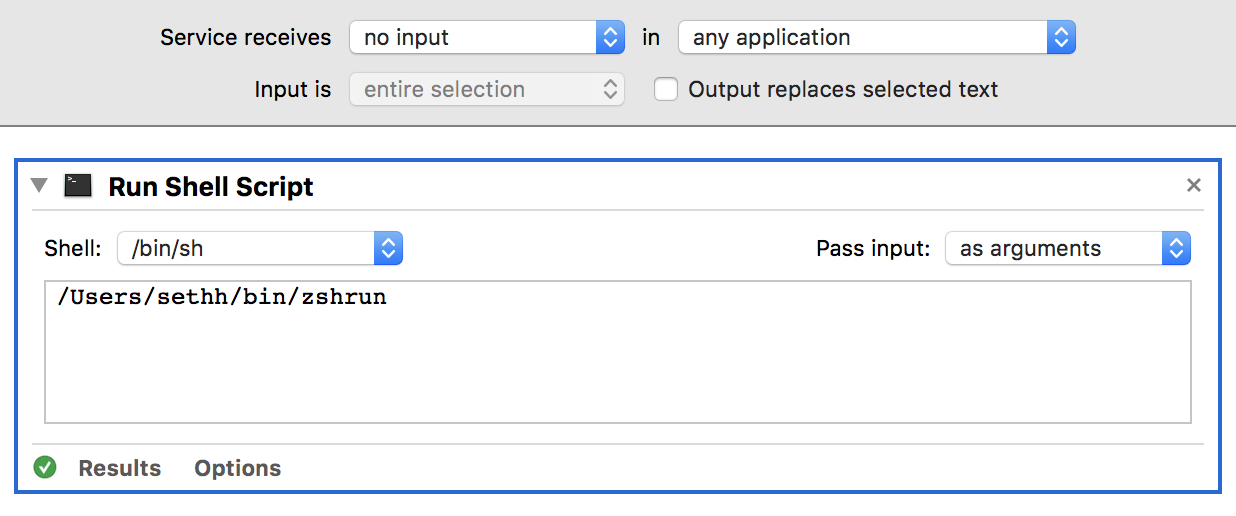 Service receives no input in any application
Input is entire selection Output replaces selected text
Run Shell Script
Shell: /bin/sh Pass input: as arguments
/Users/sethh/bin/zshrun
Results Options